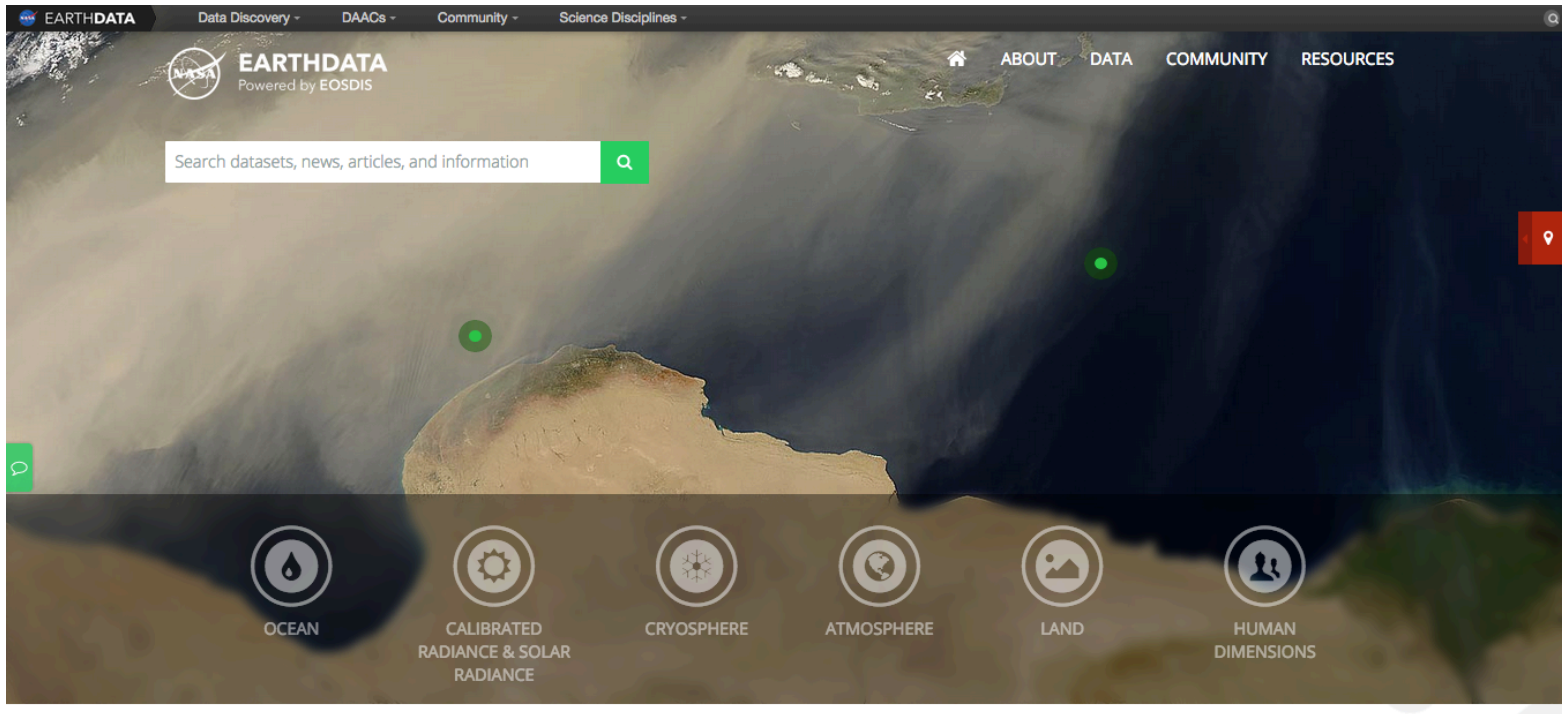 EARTHDATA Data Discovery DAACs Community Science Disciplines
NASA EARTHDATA
Powered by EOSDIS
ABOUT DATA COMMUNITY RESOURCES
Search datasets, news, articles, and information
OCEAN
CALIBRATED
RADIANCE & SOLAR
RADIANCE
CRYOSPHERE
ATMOSPHERE
LAND
HUMAN
DIMENSIONS